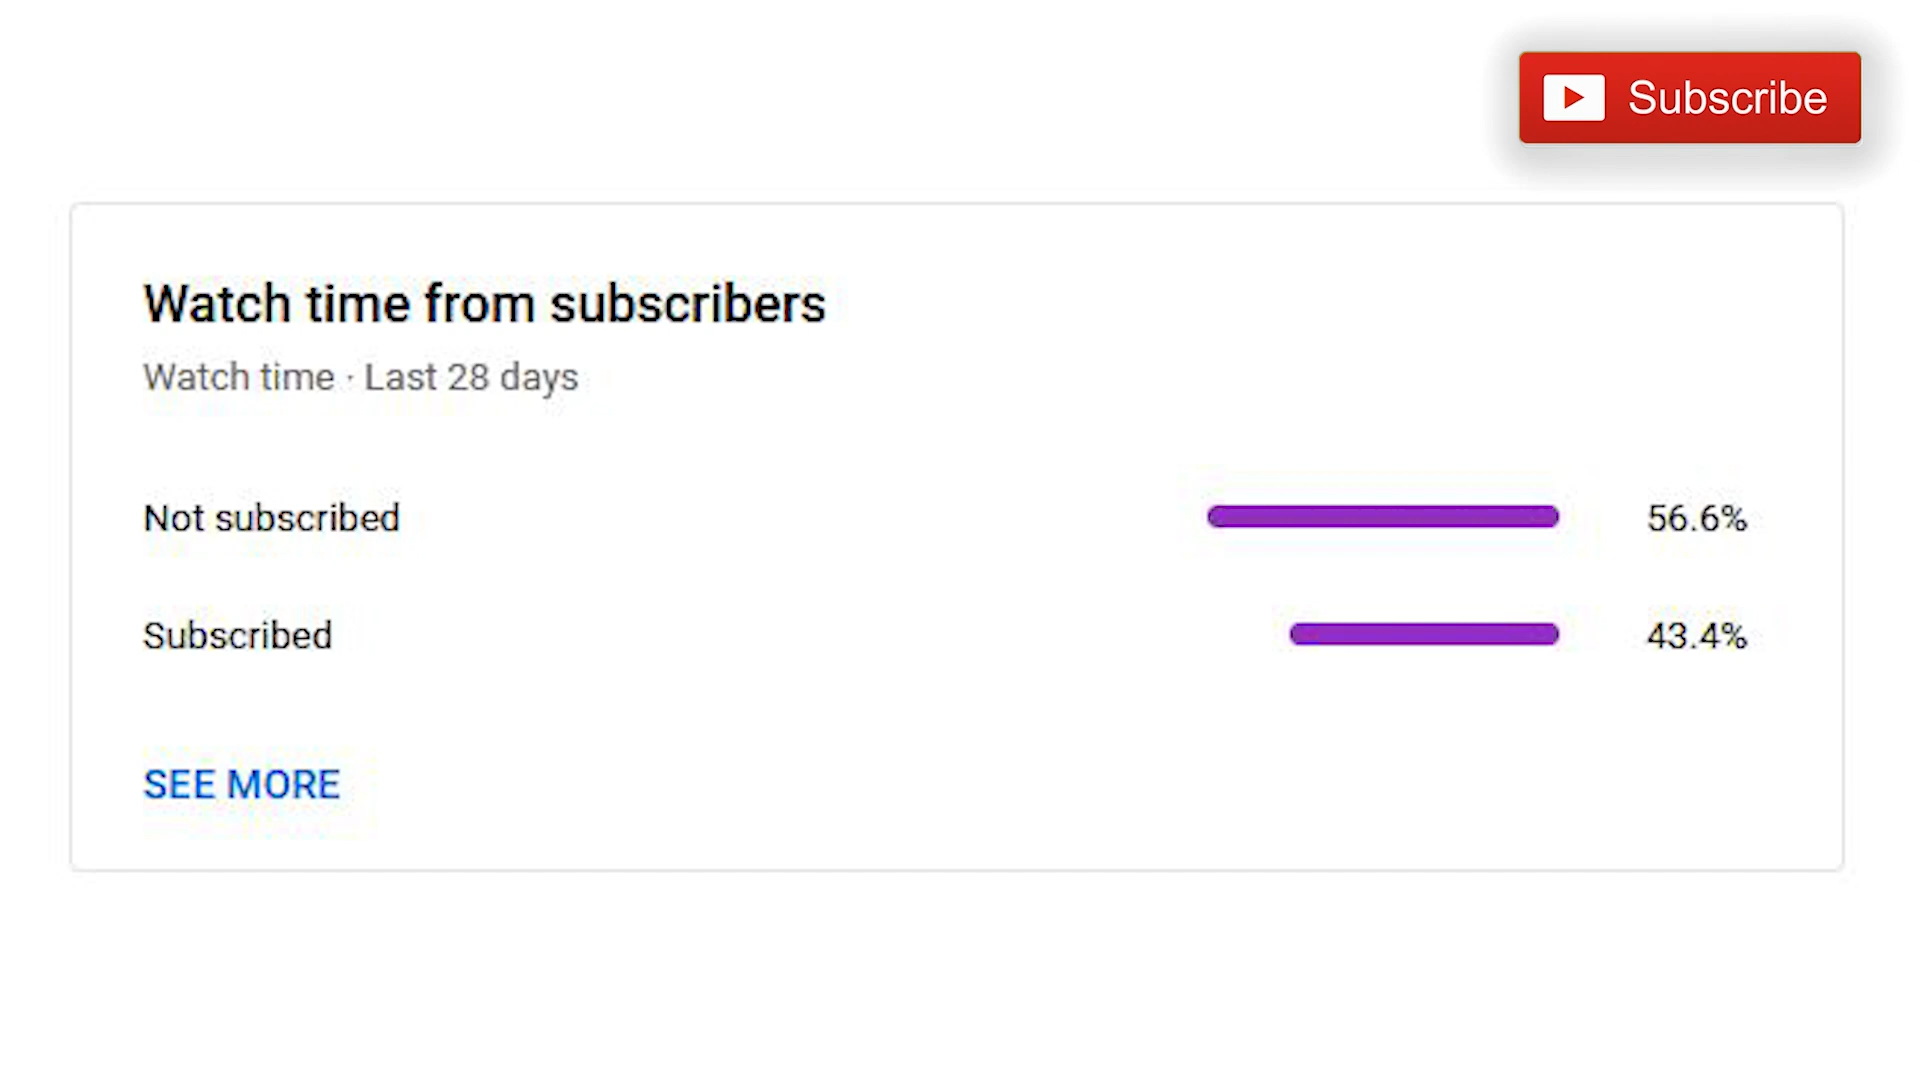 Subscribe
Watch time from subscribers
Watch time · Last 28 days
Not subscribed 56.6%
Subscribed 43.4%
SEE MORE